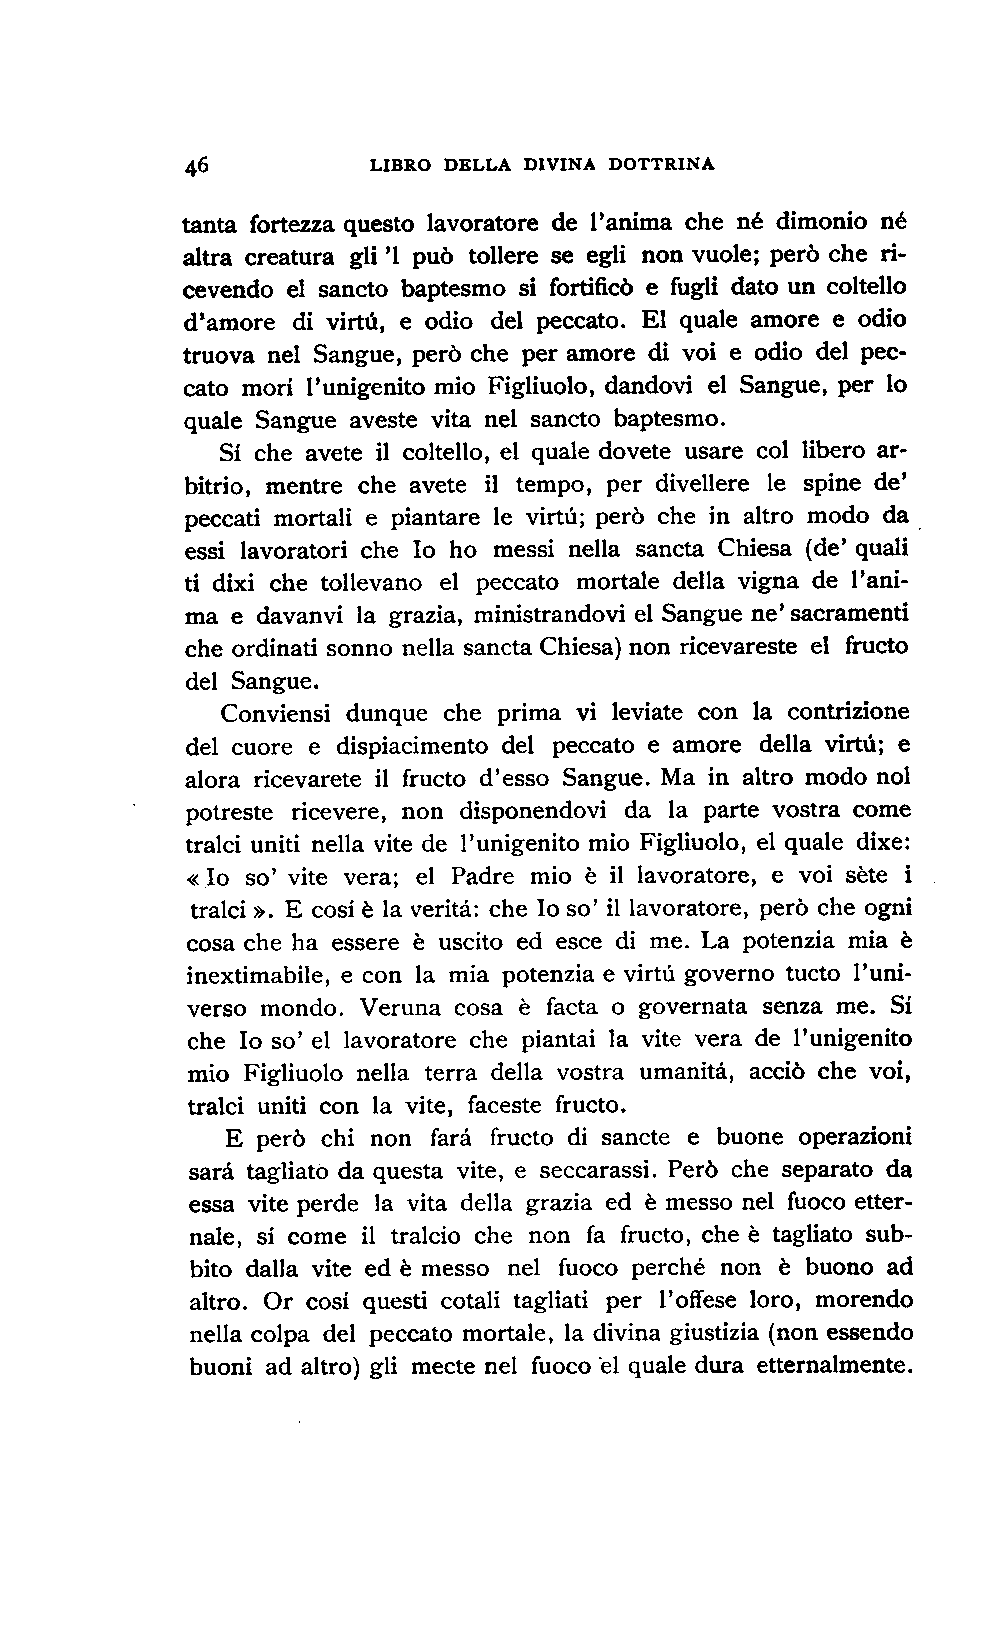 46 LIBRO DELLA DIVINA DOTTRINA
tanta fortezza questo lavoratore de l'anima che né dimonio né
altra creatura gli 'l può tollere se egli non vuole; però che ri-
cevendo el sancto baptesmo si fortificò e fugli dato un coltello
d'amore di virtú, e odio del peccato. El quale amore e odio
truova nel Sangue, però che per amore di voi e odio del pec-
cato morí l'unigenito mio Figliuolo, dandovi el Sangue, per lo
quale Sangue aveste vita nel sancto baptesmo.
Sí che avete il coltello, el quale dovete usare col libero ar-
bitrio, mentre che avete il tempo, per divellere le spine de'
peccati mortali e piantare le virtú; però che in altro modo da
essi lavoratori che Io ho messi nella sancta Chiesa (de' quali
ti dixi che tollevano el peccato mortale della vigna de l'ani-
ma e davanvi la grazia, ministrandovi el Sangue ne' sacramenti
che ordinati sonno nella sancta Chiesa) non ricevareste el fructo
del Sangue.
Conviensi dunque che prima vi leviate con la contrizione
del cuore e dispiacimento del peccato e amore della virtú; e
alora ricevarete il fructo d'esso Sangue. Ma in altro modo nol
potreste ricevere, non disponendovi da la parte vostra come
tralci uniti nella vite de l'unigenito mio Figliuolo, el quale dixe:
« Io so' vite vera; el Padre mio è il lavoratore, e voi sète i
tralci ». E cosí è la veritá: che Io so' il lavoratore, però che ogni
cosa che ha essere è uscito ed esce di me. La potenzia mia è
inextimabile, e con la mia potenzia e virtú governo tucto l'uni-
verso mondo. Veruna cosa è facta o governata senza me. Sí
che Io so' el lavoratore che piantai la vite vera de l'unigenito
mio Figliuolo nella terra della vostra umanitá, acciò che voi,
tralci uniti con la vite, faceste fructo.
E però chi non fará fructo di sancte e buone operazioni
sará tagliato da questa vite, e seccarassi. Però che separato da
essa vite perde la vita della grazia ed è messo nel fuoco etter-
nale, sí come il tralcio che non fa fructo, che è tagliato sub-
bito dalla vite ed è messo nel fuoco perché non è buono ad
altro. Or cosí questi cotali tagliati per l'offese loro, morendo
nella colpa del peccato mortale, la divina giustizia (non essendo
buoni ad altro) gli mecte nel fuoco el quale dura etternalmente.